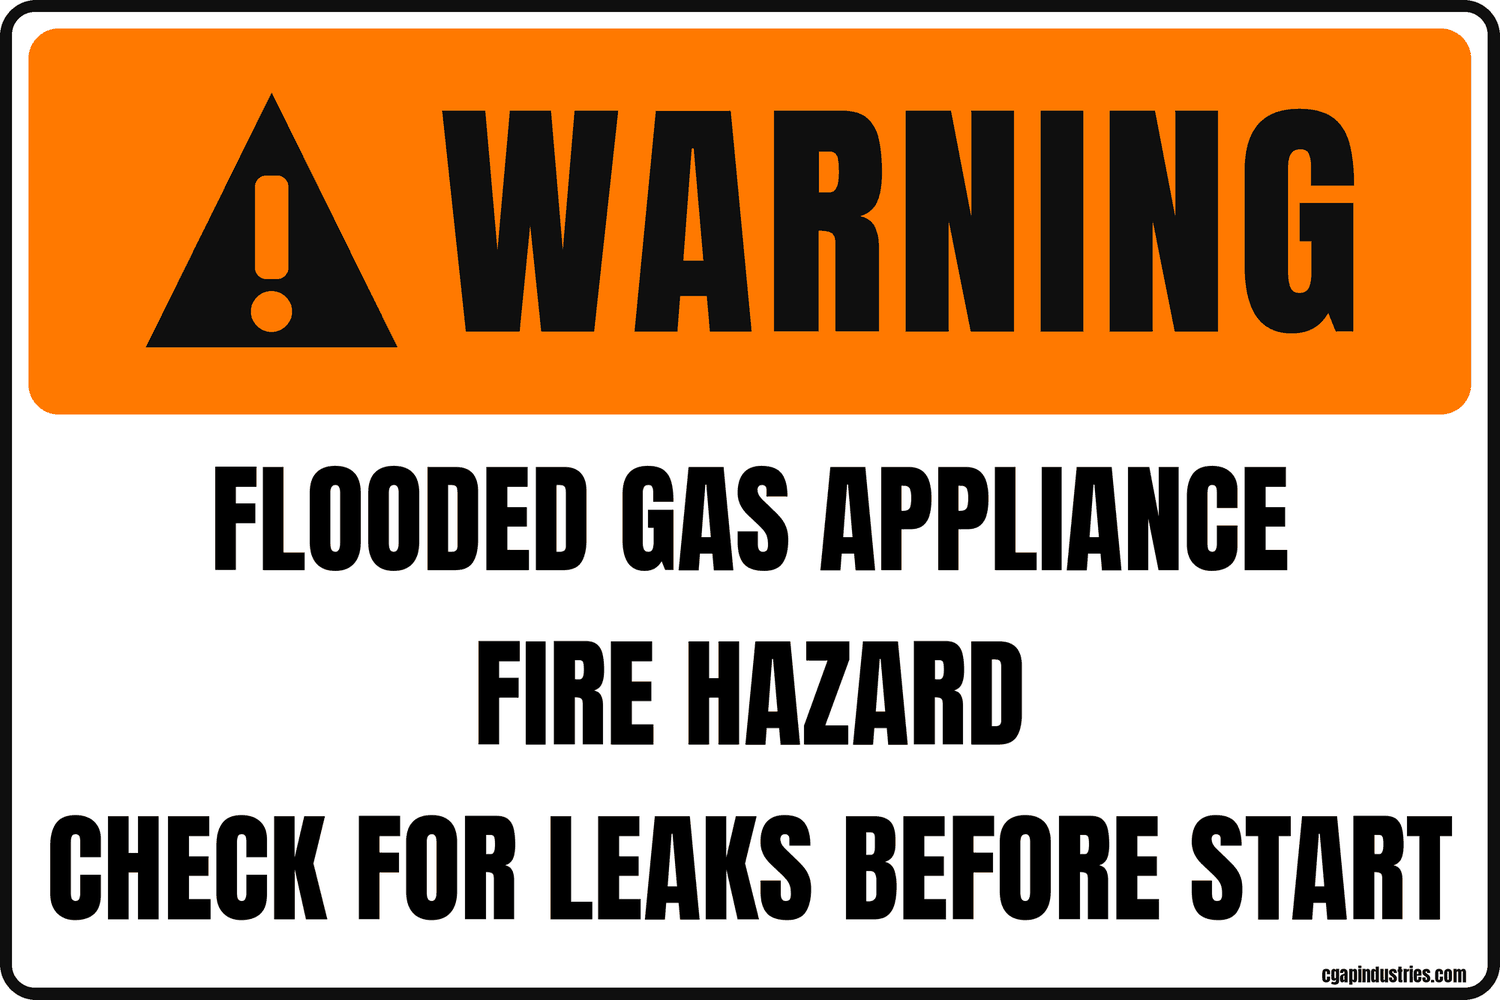 WARNING
FLOODED GAS APPLIANCE
FIRE HAZARD
CHECK FOR LEAKS BEFORE START
cgapindustries.com